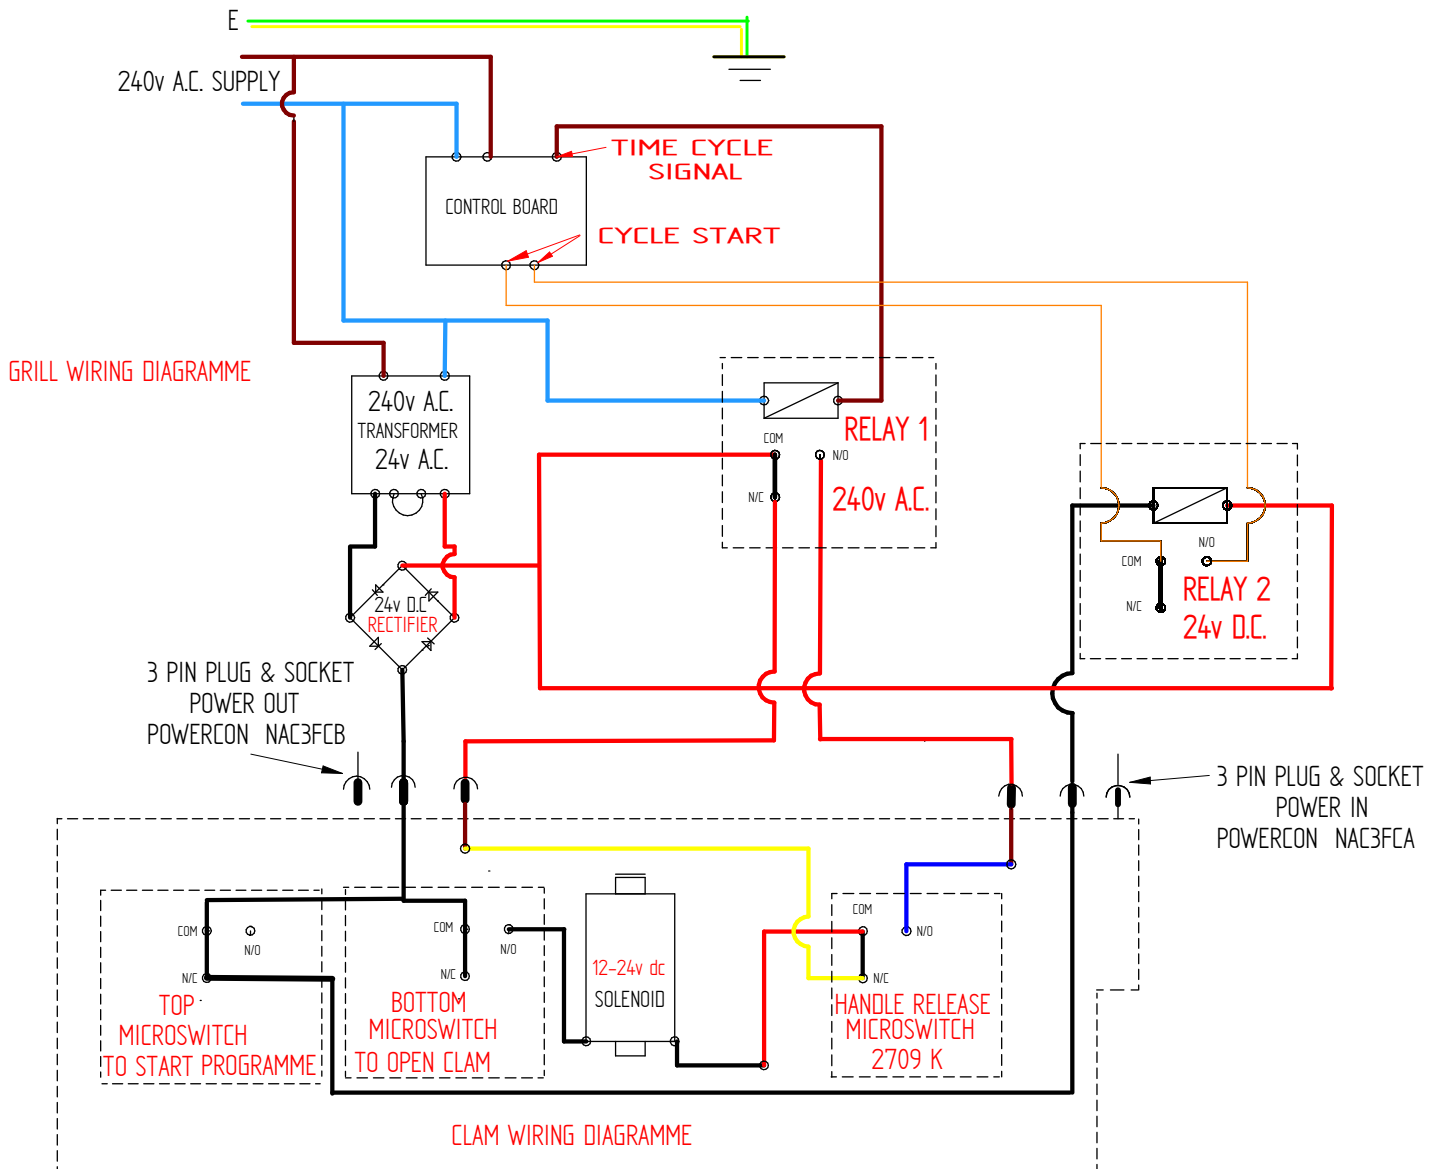 E
240v A.C. SUPPLY
TIME CYCLE
SIGNAL
CONTROL BOARD
CYCLE START
GRILL WIRING DIAGRAMME
240v A.C.
TRANSFORMER
24v A.C.
RELAY 1
COM
N/O
N/C
240v A.C.
N/O
COM
RELAY 2
N/C
24v D.C.
24v D.C
RECTIFIER
3 PIN PLUG & SOCKET
POWER OUT
POWERCON NAC3FCB
3 PIN PLUG & SOCKET
POWER IN
POWERCON NAC3FCA
COM
N/O
N/C
TOP
MICROSWITCH
TO START PROGRAMME
COM
N/O
N/C
BOTTOM
MICROSWITCH
TO OPEN CLAM
12-24v dc
SOLENOID
COM
N/O
N/C
HANDLE RELEASE
MICROSWITCH
2709 K
CLAM WIRING DIAGRAMME